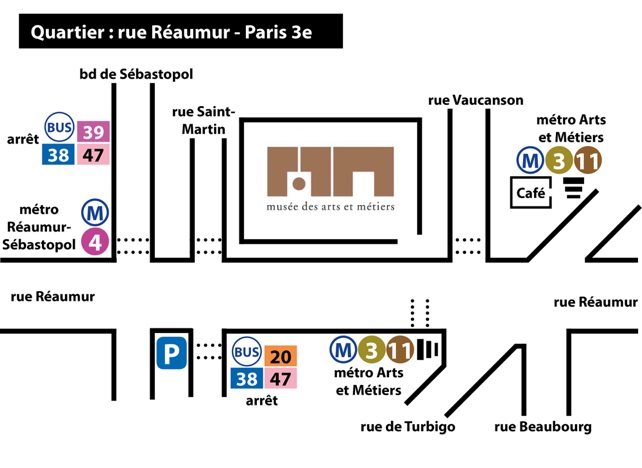 Quartier : rue Réaumur - Paris 3e
bd de Sébastopol
rue Saint-
Martin
rue Vaucanson
métro Arts
et Métiers
M 3 11
Café
arrêt
BUS 39
38 47
métro
Réaumur-
Sébastopol
M
4
musée des arts et métiers
rue Réaumur
rue Réaumur
P
BUS 20
38 47
arrêt
M 3 11
métro Arts
et Métiers
rue de Turbigo
rue Beaubourg